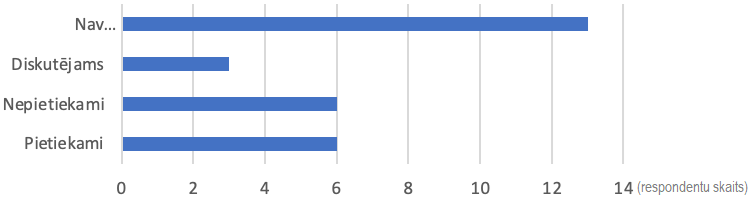 Nav...
Diskutējams
Nepietiekami
Pietiekami
0 2 4 6 8 10 12 14 (respondentu skaits)